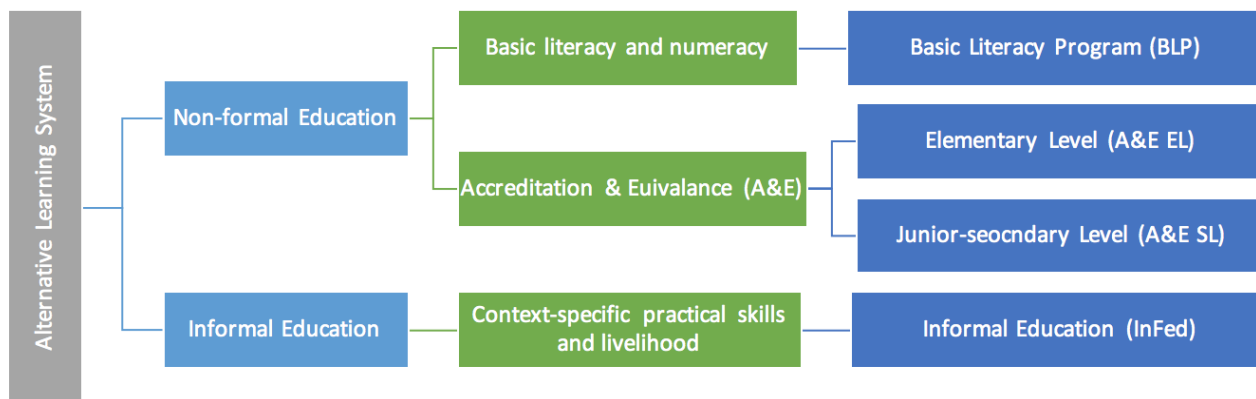 Alternative Learning System
Non-formal Education
Basic literacy and numeracy
Basic Literacy Program (BLP)
Accreditation & Euivalance (A&E)
Elementary Level (A&E EL)
Junior-seocndary Level (A&E SL)
Informal Education
Context-specific practical skills
and livelihood
Informal Education (InFed)